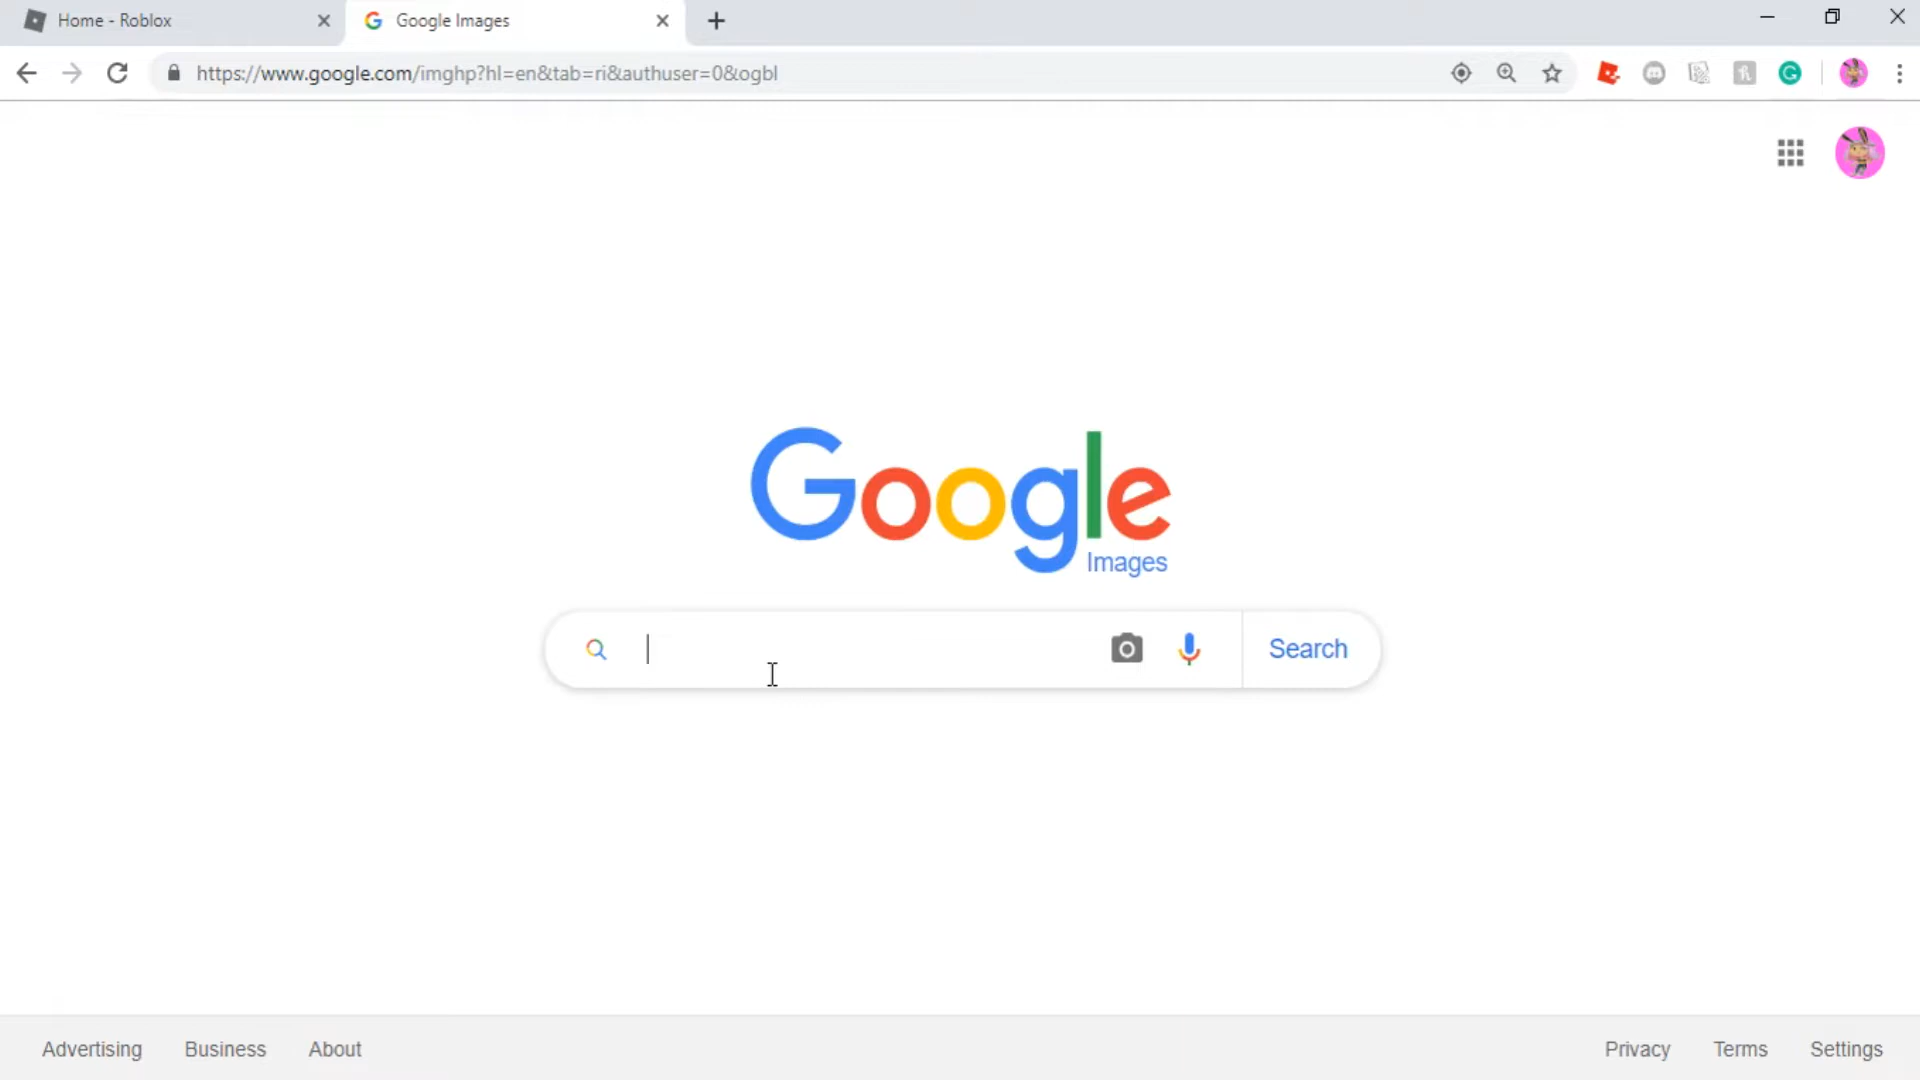 Home - Roblox
Google Images
https://www.google.com/imghp?hl=en&tab=ri&authuser=0&ogbl
Google
Images
Search
Advertising Business About
Privacy Terms Settings